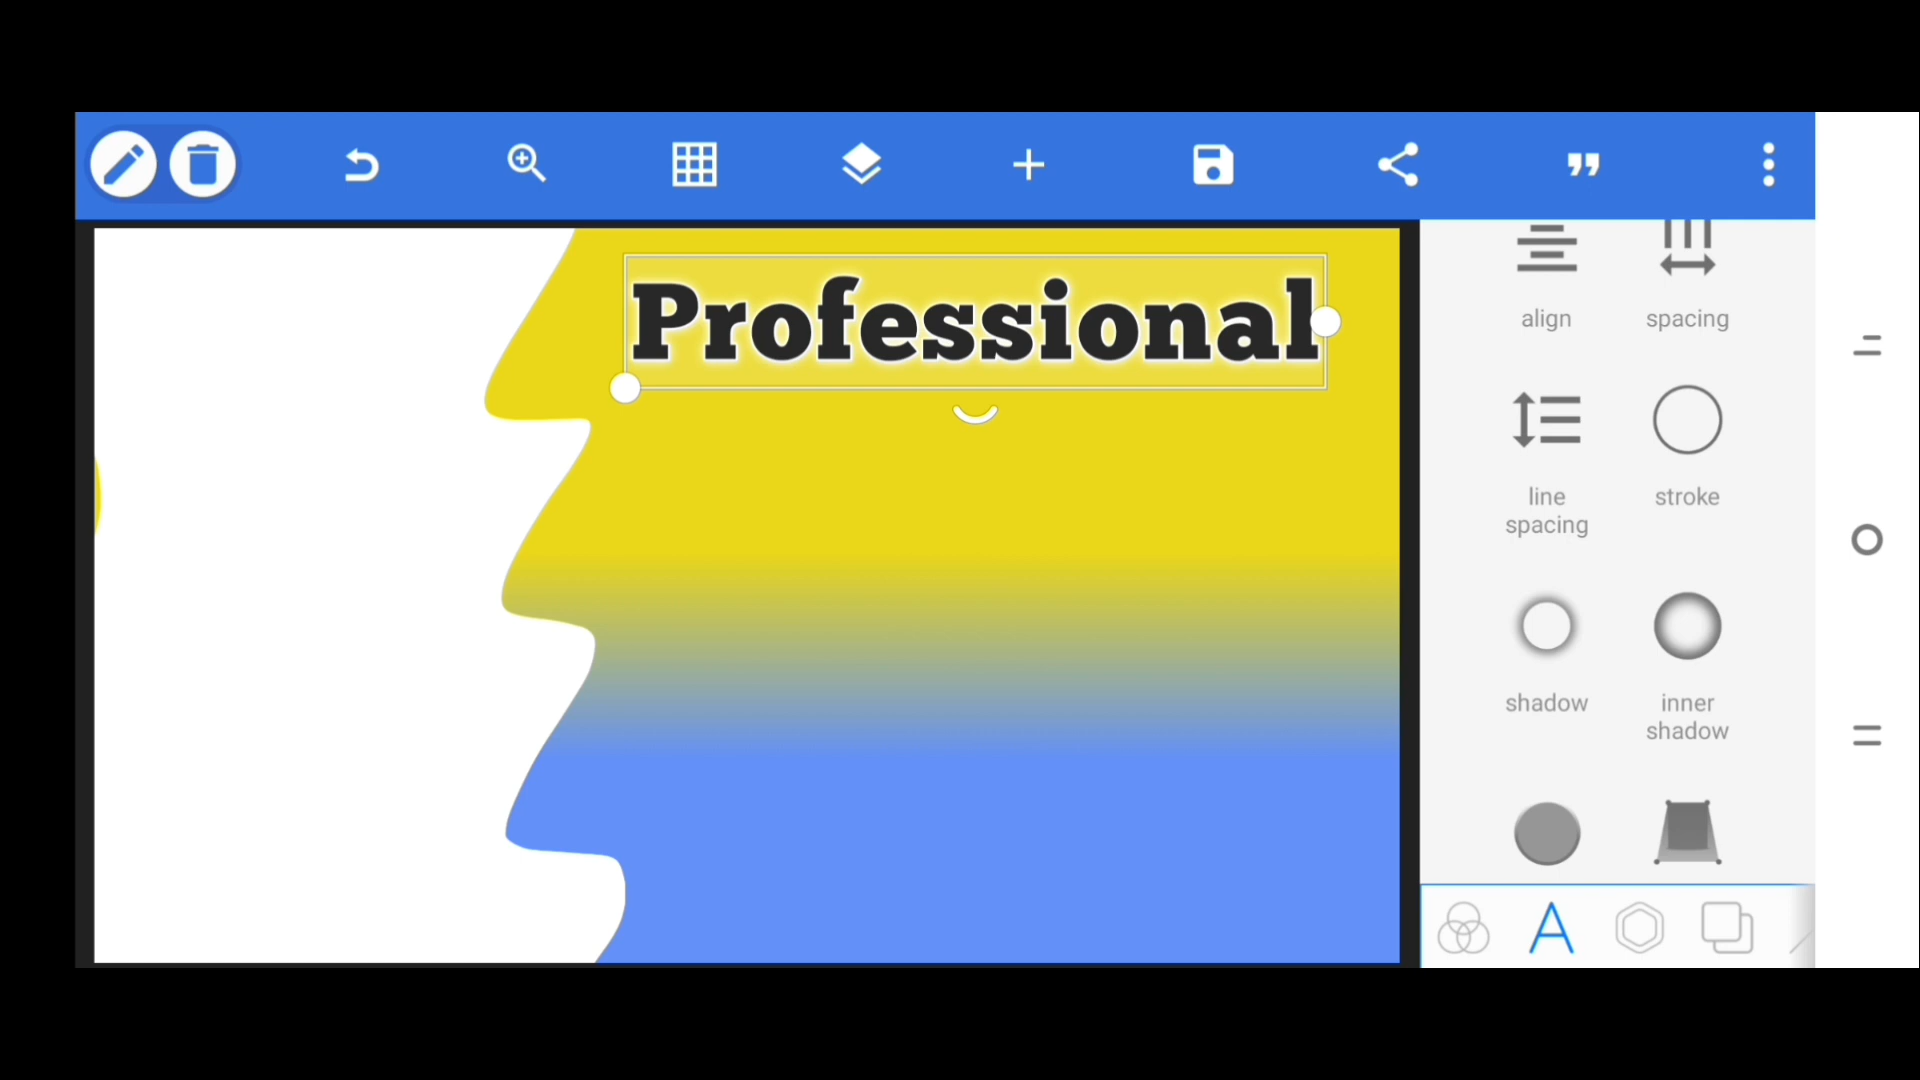 Professional
align
spacing
line
spacing
stroke
shadow
inner
shadow